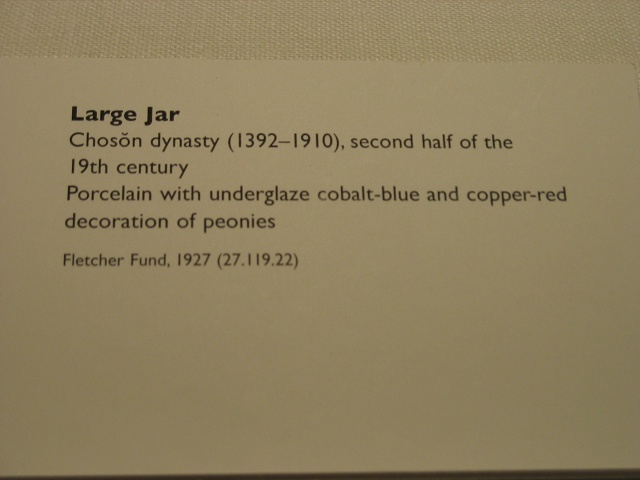 Large Jar
Chosŏn dynasty (1392–1910), second half of the
19th century
Porcelain with underglaze cobalt-blue and copper-red
decoration of peonies
Fletcher Fund, 1927 (27.119.22)